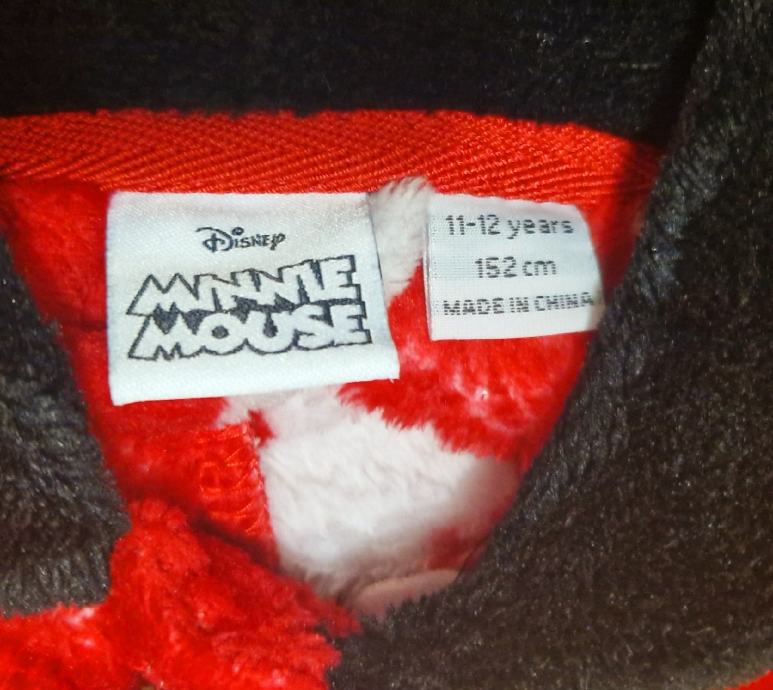 Disney
MINNIE
MOUSE
11-12 years
152 cm
MADE IN CHINA